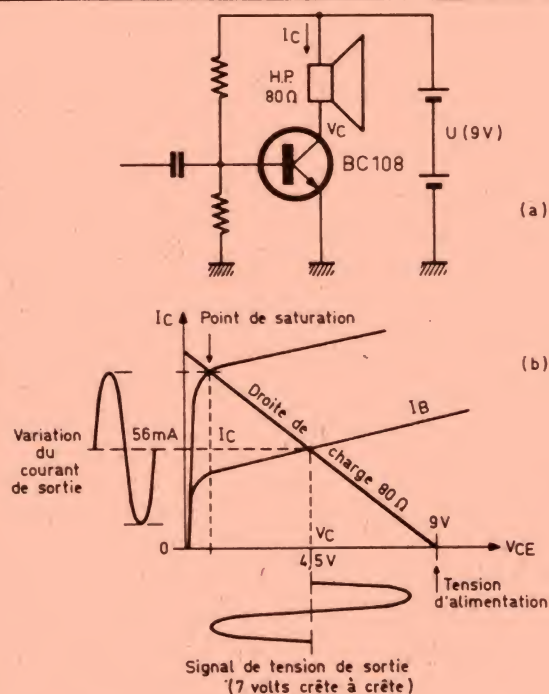 IC
H.P.
80Ω
VC
BC108
U (9V)
(a)
IC
Point de saturation
(b)
Droite de charge 80Ω
IB
Variation
du
courant
de sortie
56mA
IC
VC
9V
0
4,5V
VCE
Tension
d'alimentation
Signal de tension de sortie
(7 volts crête à crête)